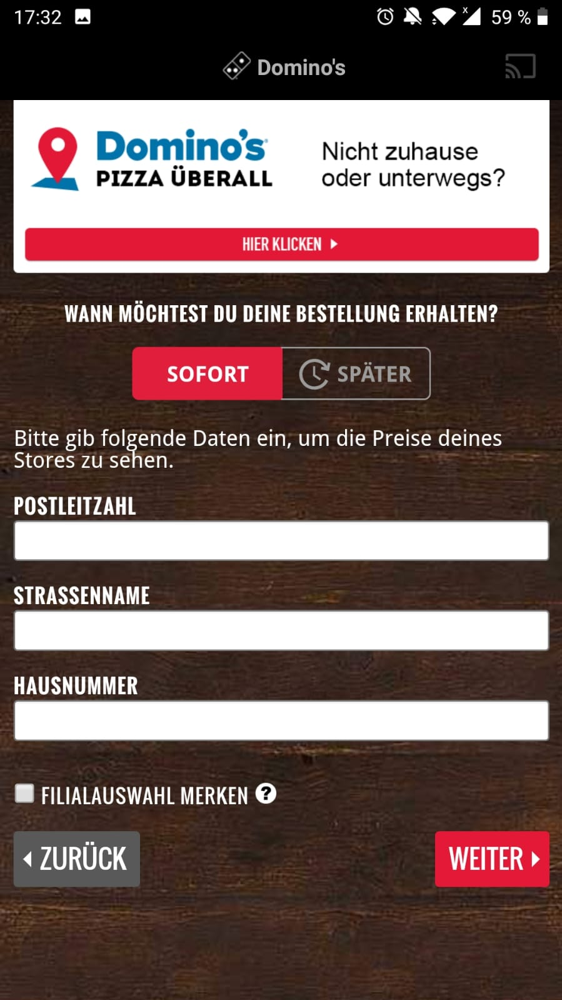 17:32
x
59 %
Domino's
Domino's
PIZZA ÜBERALL
Nicht zuhause
oder unterwegs?
HIER KLICKEN
WANN MÖCHTEST DU DEINE BESTELLUNG ERHALTEN?
SOFORT
SPÄTER
Bitte gib folgende Daten ein, um die Preise deines
Stores zu sehen.
POSTLEITZAHL
STRASSENNAME
HAUSNUMMER
FILIALAUSWAHL MERKEN ?
ZURÜCK
WEITER